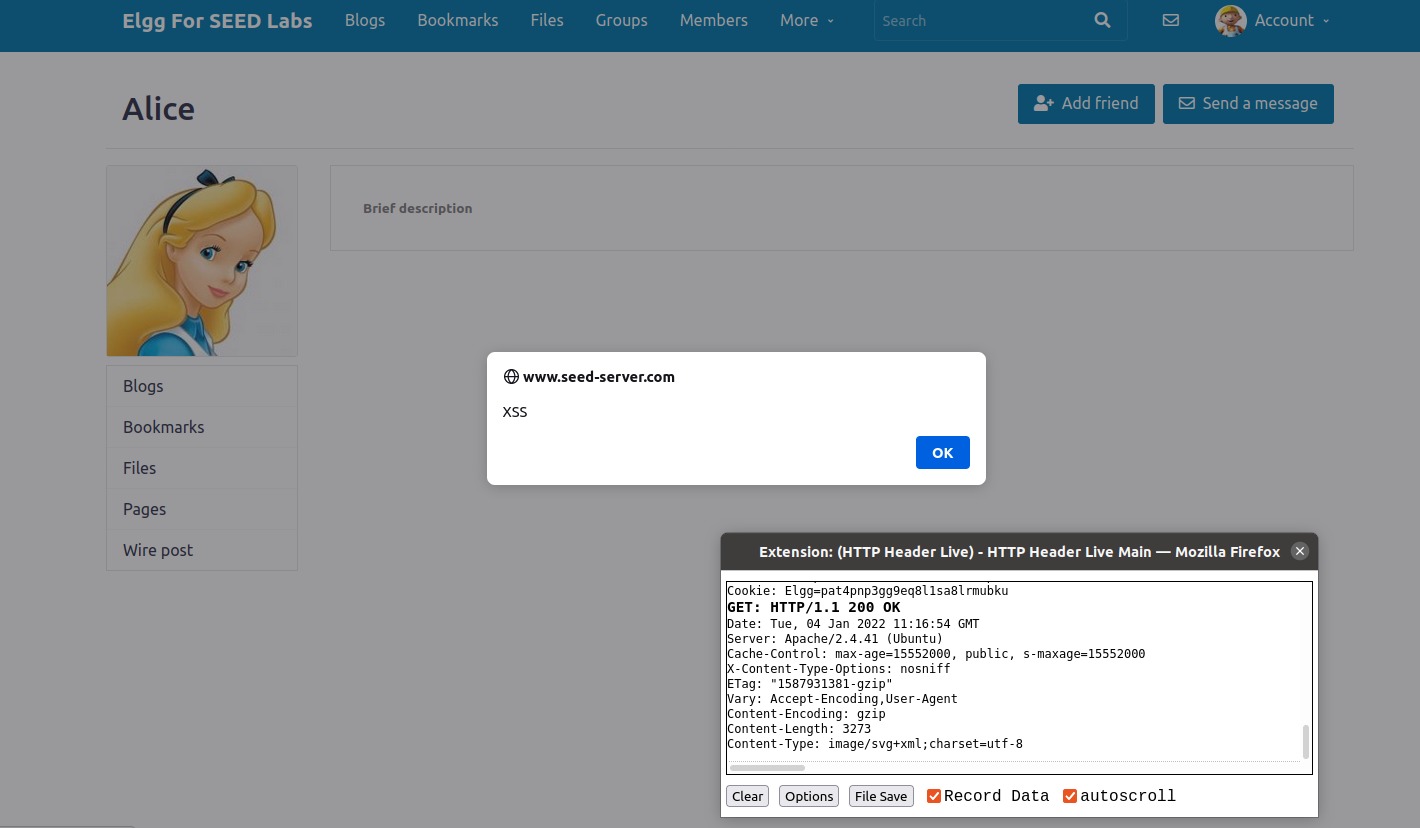 Elgg For SEED Labs Blogs Bookmarks Files Groups Members More Search Account
Alice
Add friend Send a message
Brief description
Blogs
Bookmarks
Files
Pages
Wire post
www.seed-server.com
XSS
OK
Extension: (HTTP Header Live) - HTTP Header Live Main — Mozilla Firefox
Cookie: Elgg=pat4pnp3gg9eq8l1sa8lrmubku
GET: HTTP/1.1 200 OK
Date: Tue, 04 Jan 2022 11:16:54 GMT
Server: Apache/2.4.41 (Ubuntu)
Cache-Control: max-age=15552000, public, s-maxage=15552000
X-Content-Type-Options: nosniff
ETag: "1587931381-gzip"
Vary: Accept-Encoding,User-Agent
Content-Encoding: gzip
Content-Length: 3273
Content-Type: image/svg+xml;charset=utf-8
Clear Options File Save Record Data autoscroll